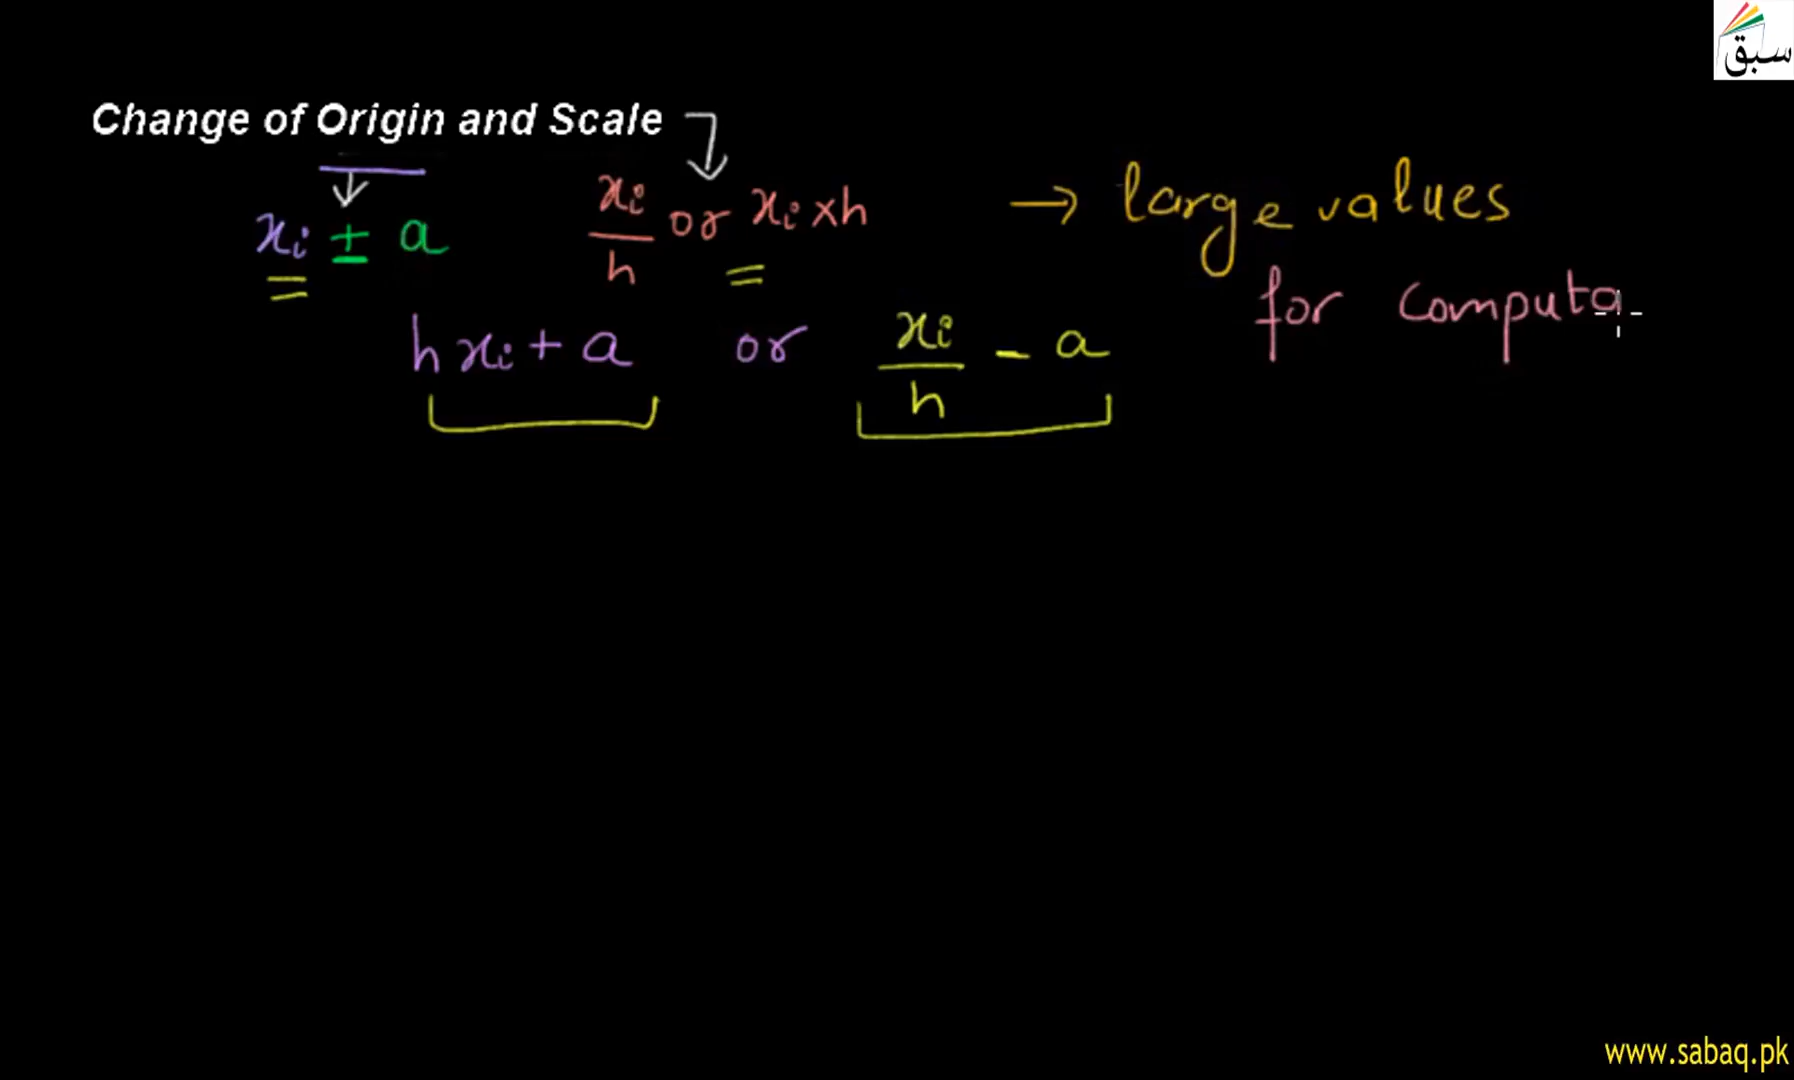 سبق
Change of Origin and Scale
xᵢ ± a
xᵢ/h or xᵢ × h
→ large values
for computa
h xᵢ + a or xᵢ/h - a
www.sabaq.pk